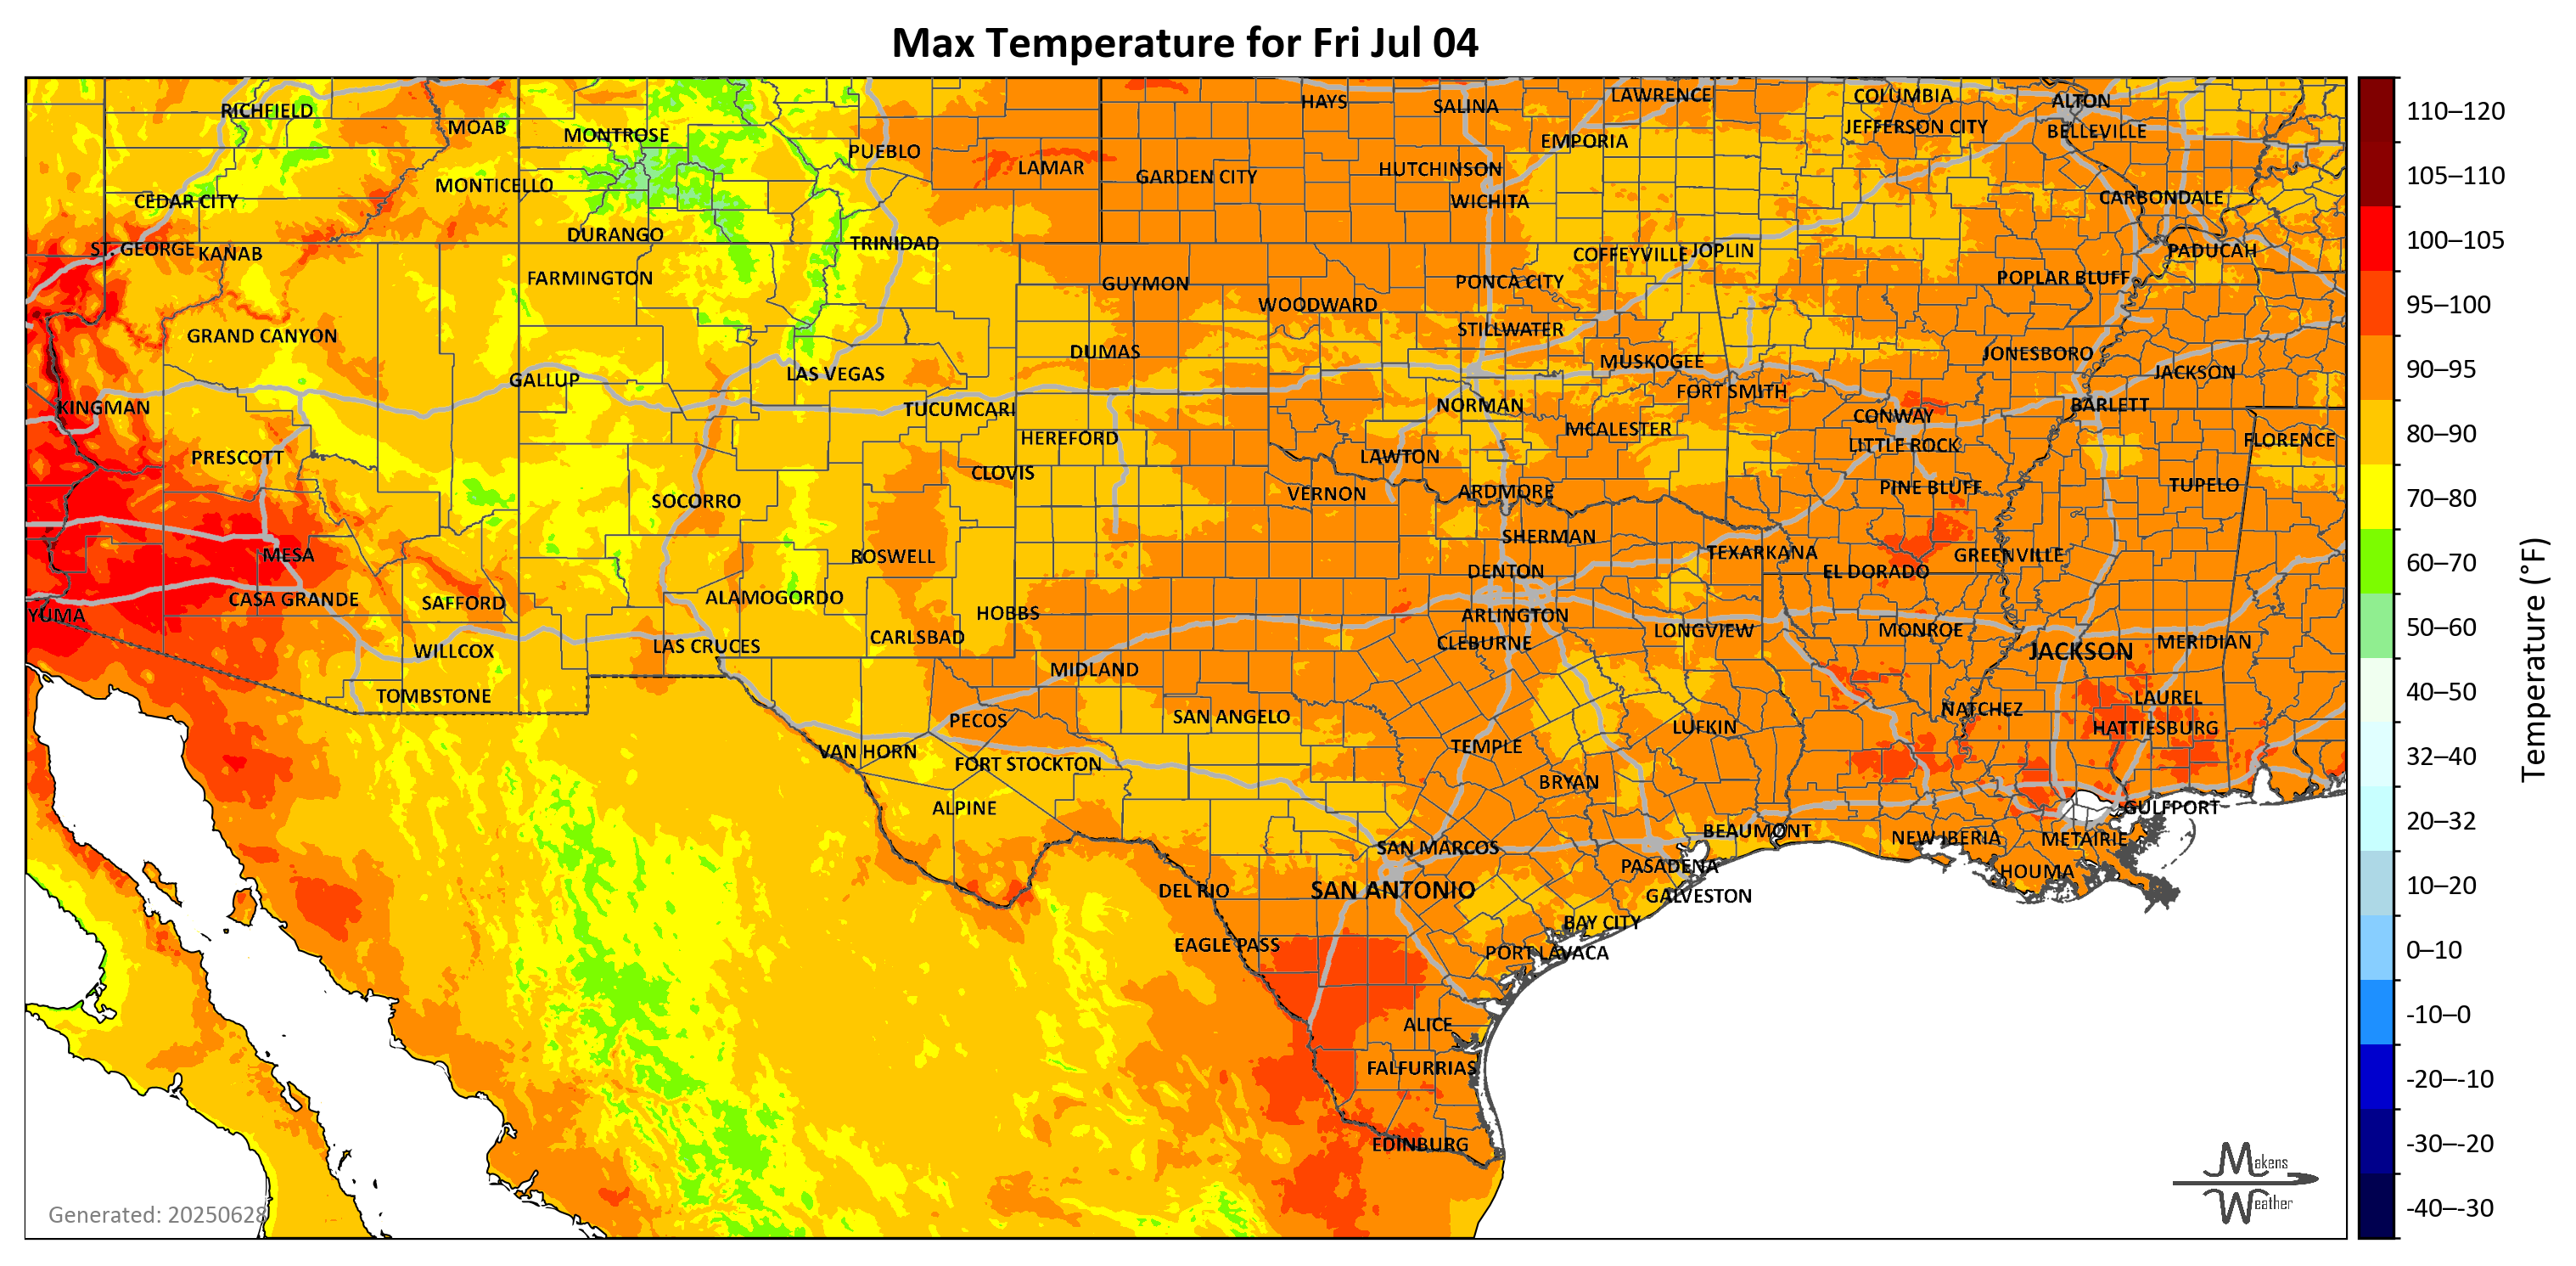 Max Temperature for Fri Jul 04
HAYS
SALINA
LAWRENCE
COLUMBIA
ALTON
RICHFIELD
MOAB
MONTROSE
PUEBLO
EMPORIA
JEFFERSON CITY
BELLEVILLE
LAMAR
GARDEN CITY
HUTCHINSON
MONTICELLO
CEDAR CITY
WICHITA
CARBONDALE
DURANGO
TRINIDAD
ST. GEORGE
KANAB
COFFEYVILLE
JOPLIN
PADUCAH
FARMINGTON
GUYMON
PONCA CITY
POPLAR BLUFF
WOODWARD
GRAND CANYON
STILLWATER
DUMAS
MUSKOGEE
JONESBORO
GALLUP
LAS VEGAS
JACKSON
FORT SMITH
KINGMAN
TUCUMCARI
NORMAN
CONWAY
BARLETT
HEREFORD
MCALESTER
LITTLE ROCK
FLORENCE
PRESCOTT
CLOVIS
LAWTON
SOCORRO
VERNON
ARDMORE
PINE BLUFF
TUPELO
MESA
ROSWELL
SHERMAN
TEXARKANA
GREENVILLE
DENTON
EL DORADO
CASA GRANDE
SAFFORD
ALAMOGORDO
HOBBS
ARLINGTON
YUMA
LAS CRUCES
CARLSBAD
CLEBURNE
LONGVIEW
MONROE
MERIDIAN
WILLCOX
JACKSON
MIDLAND
TOMBSTONE
LAUREL
PECOS
SAN ANGELO
NATCHEZ
LUFKIN
HATTIESBURG
VAN HORN
FORT STOCKTON
TEMPLE
BRYAN
ALPINE
GULFPORT
BEAUMONT
NEW IBERIA
METAIRIE
SAN MARCOS
PASADENA
HOUMA
DEL RIO
SAN ANTONIO
GALVESTON
BAY CITY
EAGLE PASS
PORT LAVACA
ALICE
FALFURRIAS
EDINBURG
Makens
Weather
Generated: 20250628
110–120
105–110
100–105
95–100
90–95
80–90
70–80
60–70
50–60
40–50
32–40
20–32
10–20
0–10
-10–0
-20–-10
-30–-20
-40–-30
Temperature (°F)